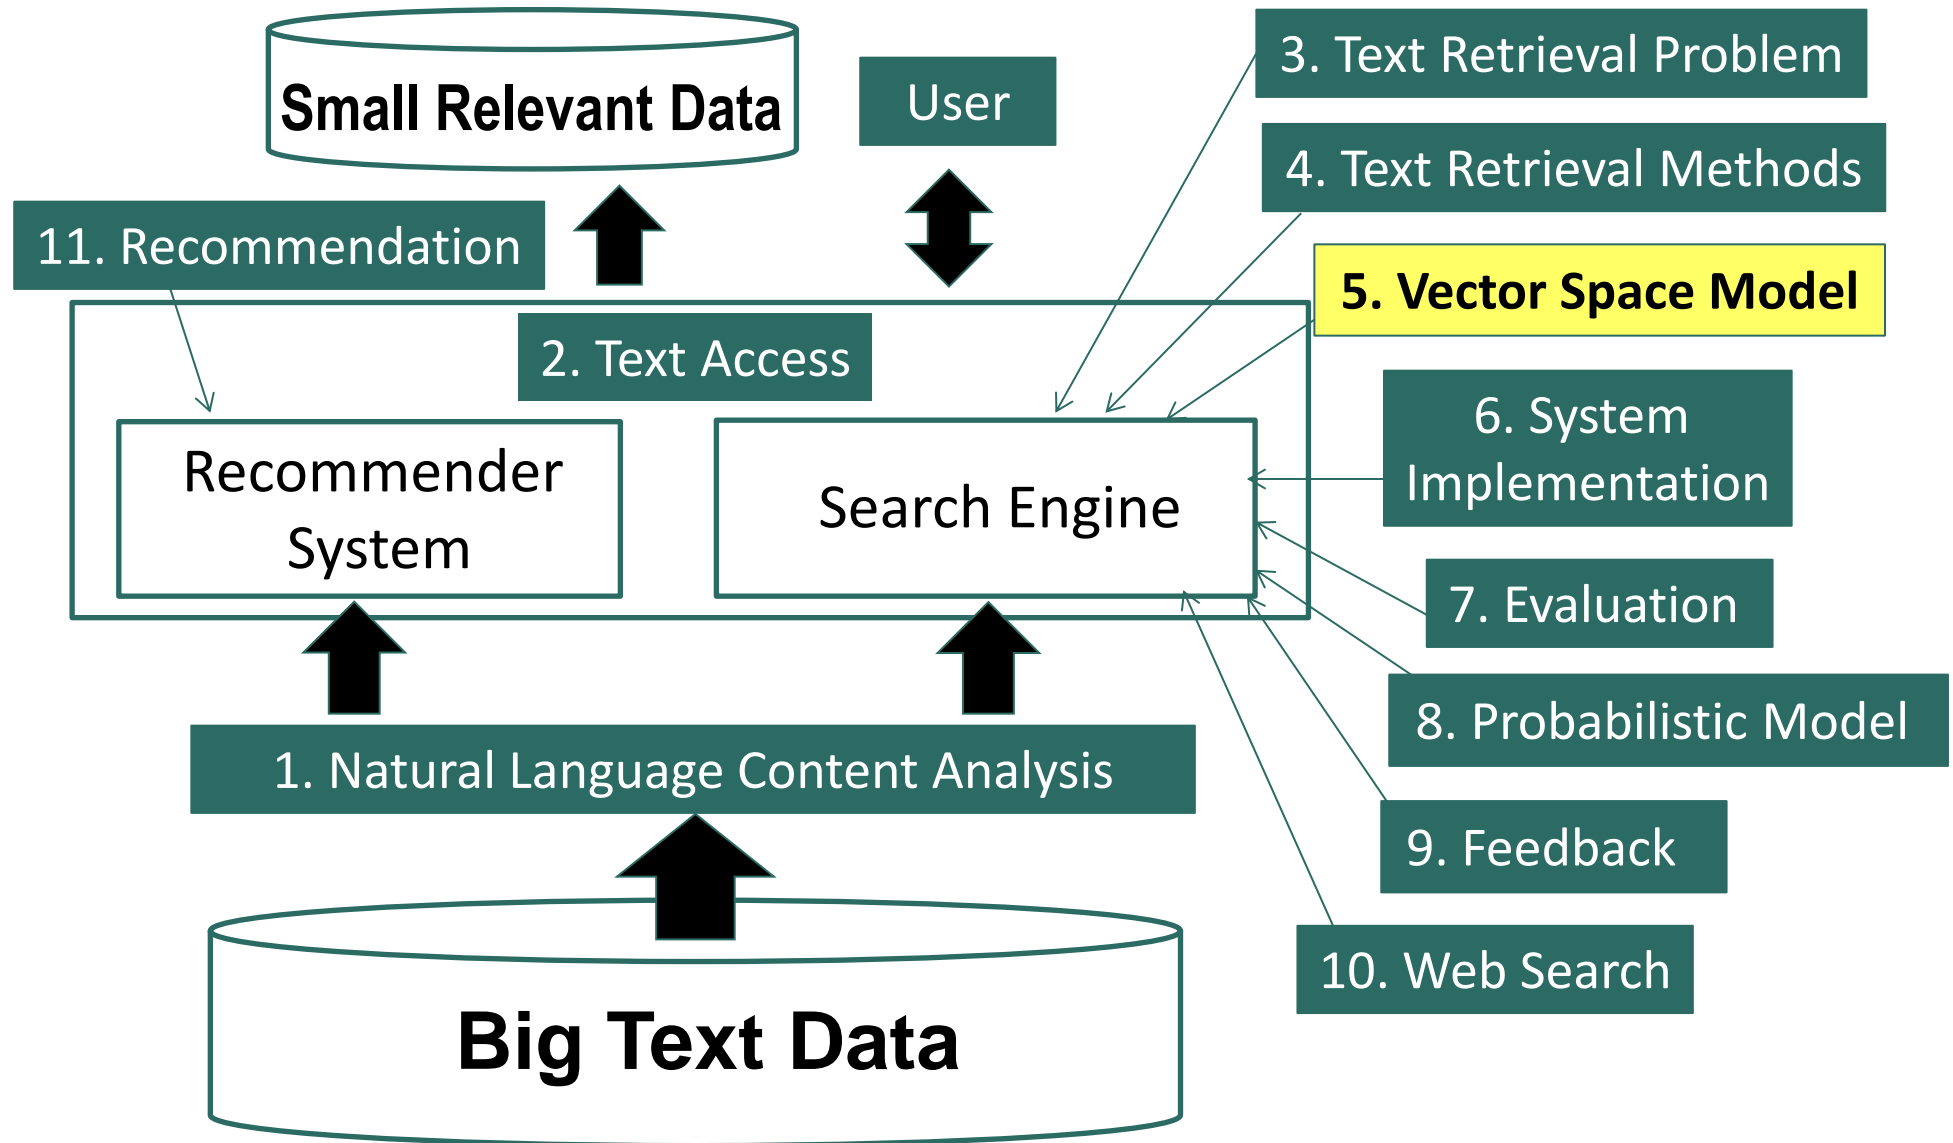 Small Relevant Data
User
3. Text Retrieval Problem
4. Text Retrieval Methods
11. Recommendation
5. Vector Space Model
2. Text Access
6. System
Implementation
Recommender
System
Search Engine
7. Evaluation
8. Probabilistic Model
1. Natural Language Content Analysis
9. Feedback
10. Web Search
Big Text Data